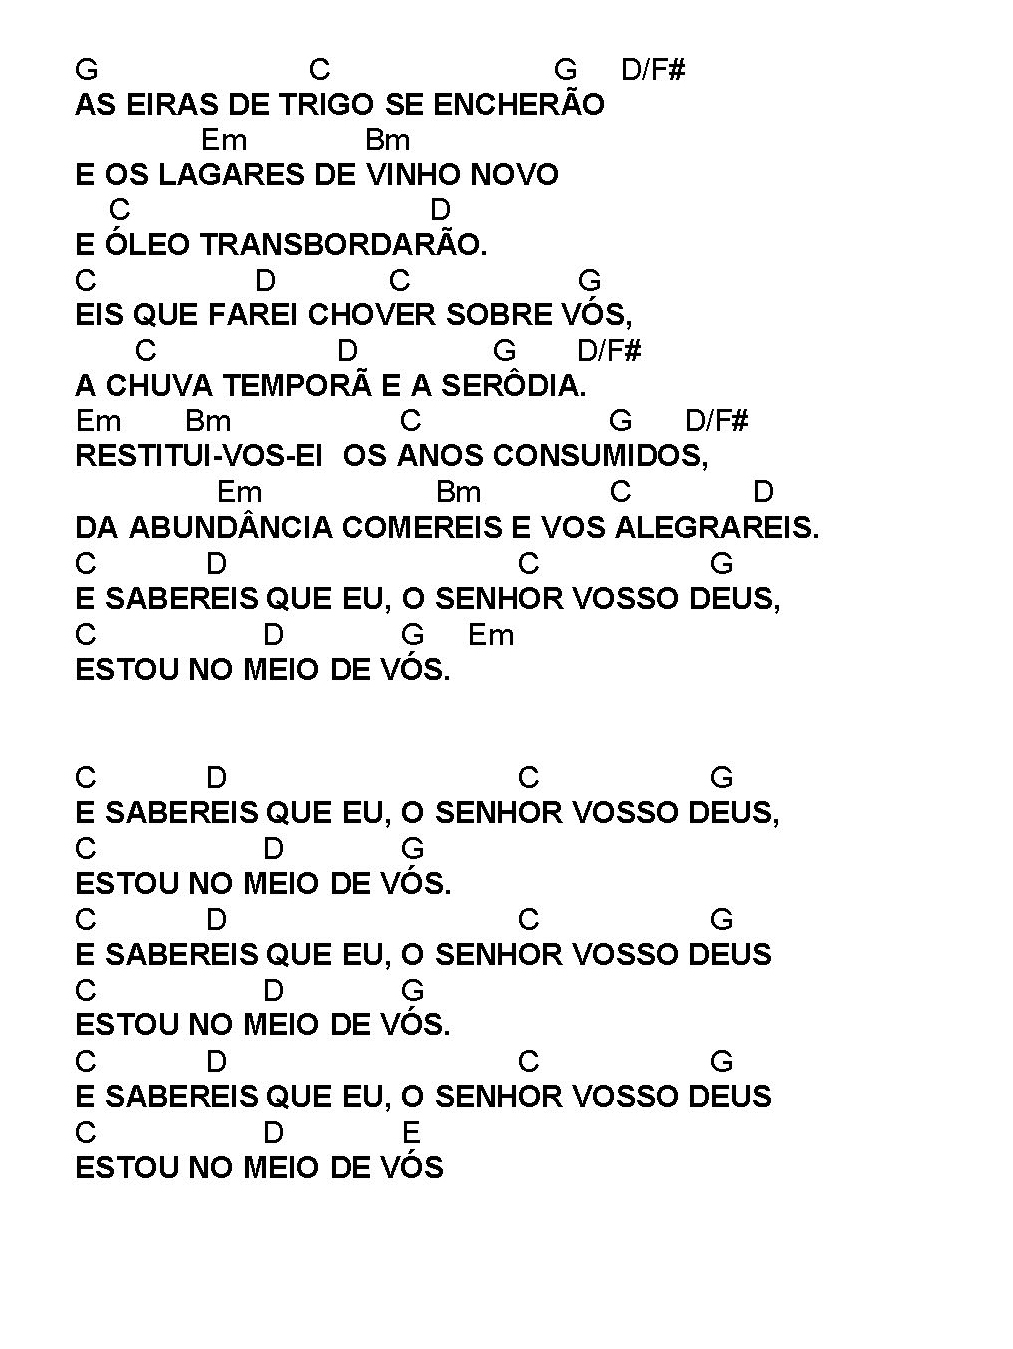 G C G D/F#
AS EIRAS DE TRIGO SE ENCHERÃO
Em Bm
E OS LAGARES DE VINHO NOVO
C D
E ÓLEO TRANSBORDARÃO.
C D C G
EIS QUE FAREI CHOVER SOBRE VÓS,
C D G D/F#
A CHUVA TEMPORÃ E A SERÔDIA.
Em Bm C G D/F#
RESTITUI-VOS-EI OS ANOS CONSUMIDOS,
Em Bm C D
DA ABUNDÂNCIA COMEREIS E VOS ALEGRAREIS.
C D C G
E SABEREIS QUE EU, O SENHOR VOSSO DEUS,
C D G Em
ESTOU NO MEIO DE VÓS.
C D C G
E SABEREIS QUE EU, O SENHOR VOSSO DEUS,
C D G
ESTOU NO MEIO DE VÓS.
C D C G
E SABEREIS QUE EU, O SENHOR VOSSO DEUS
C D G
ESTOU NO MEIO DE VÓS.
C D C G
E SABEREIS QUE EU, O SENHOR VOSSO DEUS
C D E
ESTOU NO MEIO DE VÓS